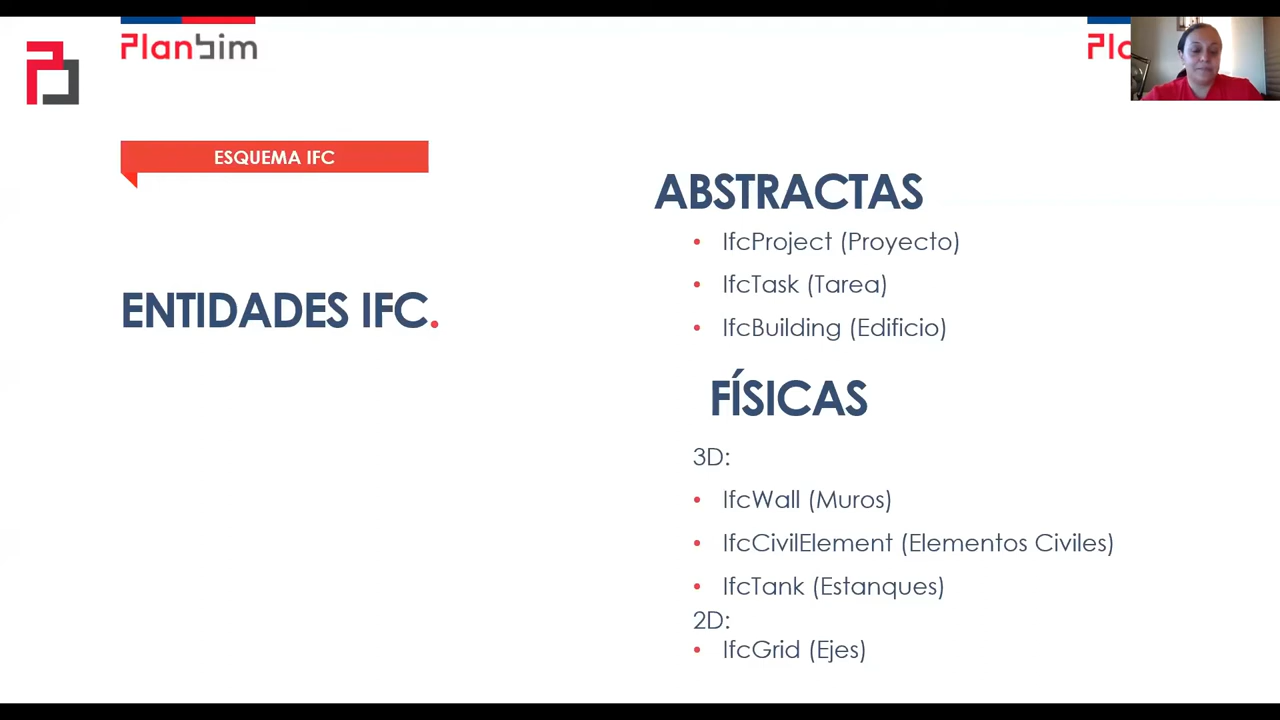 PlanBim
Pla
ESQUEMA IFC
ENTIDADES IFC.
ABSTRACTAS
• IfcProject (Proyecto)
• IfcTask (Tarea)
• IfcBuilding (Edificio)
FÍSICAS
3D:
• IfcWall (Muros)
• IfcCivilElement (Elementos Civiles)
• IfcTank (Estanques)
2D:
• IfcGrid (Ejes)